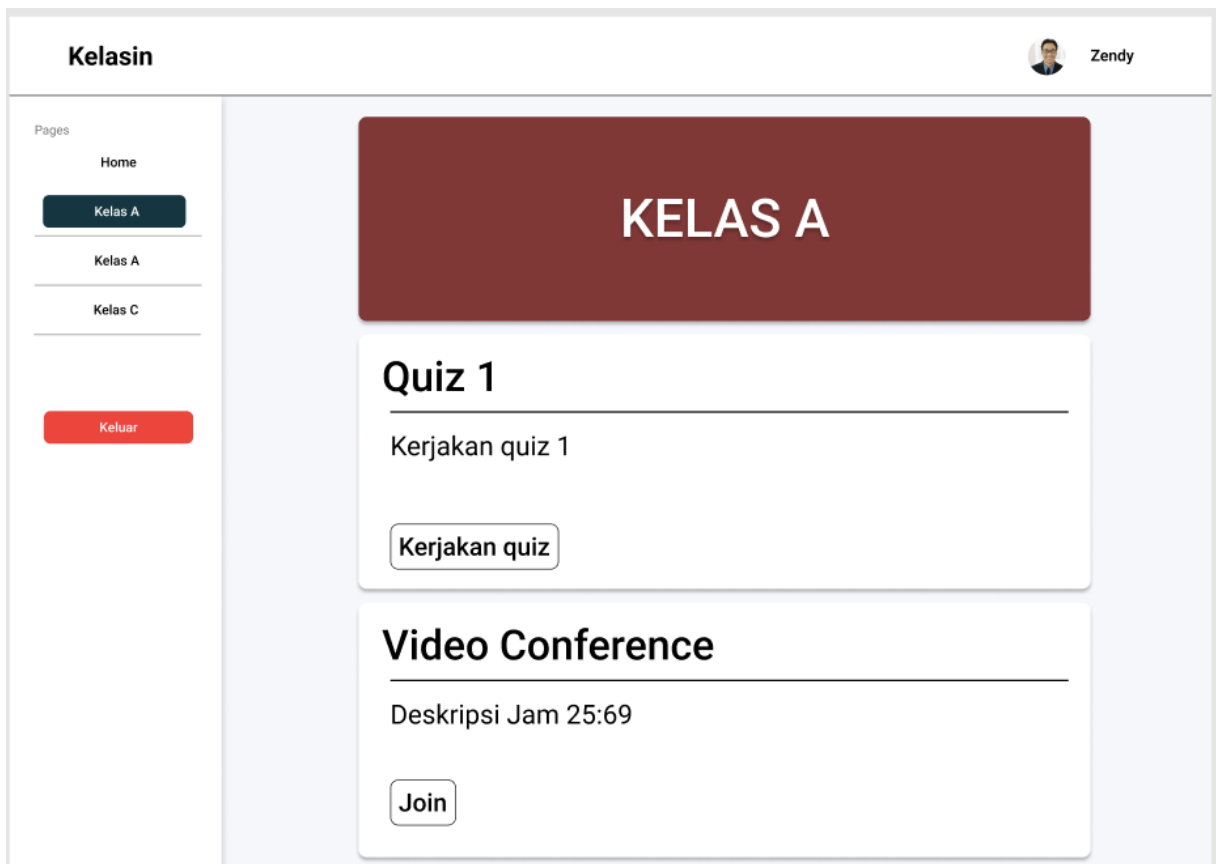 Kelasin
Zendy
Pages
Home
Kelas A
Kelas A
Kelas C
Keluar
KELAS A
Quiz 1
Kerjakan quiz 1
Kerjakan quiz
Video Conference
Deskripsi Jam 25:69
Join